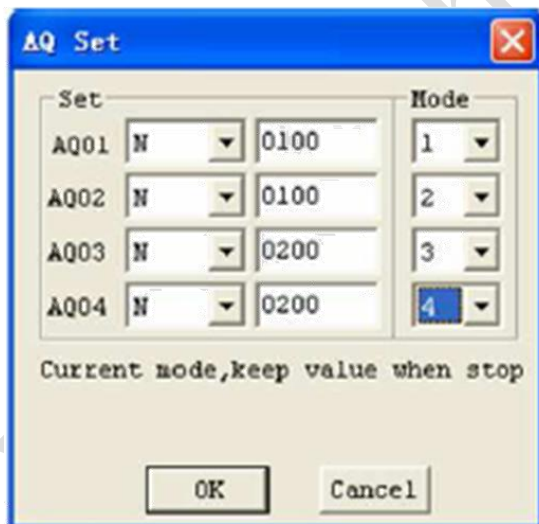 AQ Set
Set Mode
AQ01 N 0100 1
AQ02 N 0100 2
AQ03 N 0200 3
AQ04 N 0200 4
Current mode,keep value when stop
OK Cancel